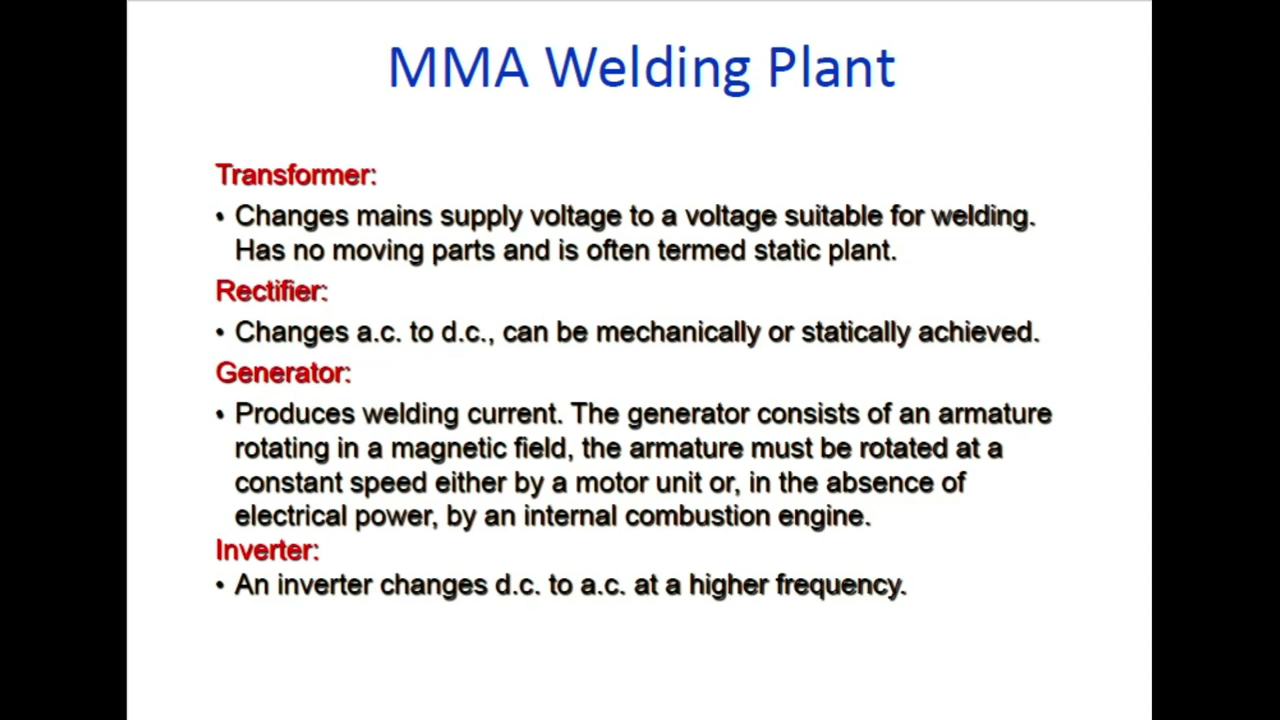 MMA Welding Plant
Transformer:
• Changes mains supply voltage to a voltage suitable for welding.
Has no moving parts and is often termed static plant.
Rectifier:
• Changes a.c. to d.c., can be mechanically or statically achieved.
Generator:
• Produces welding current. The generator consists of an armature
rotating in a magnetic field, the armature must be rotated at a
constant speed either by a motor unit or, in the absence of
electrical power, by an internal combustion engine.
Inverter:
• An inverter changes d.c. to a.c. at a higher frequency.